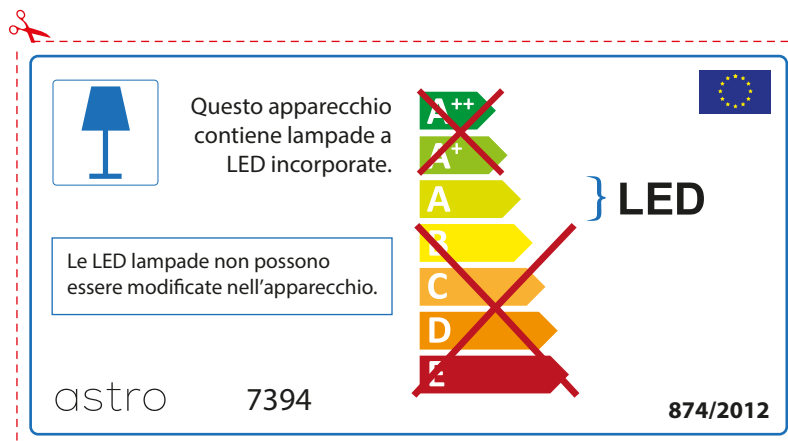 Questo apparecchio
contiene lampade a
LED incorporate.
A++
A+
A
B
C
D
E
LED
Le LED lampade non possono
essere modificate nell'apparecchio.
astro
7394
874/2012